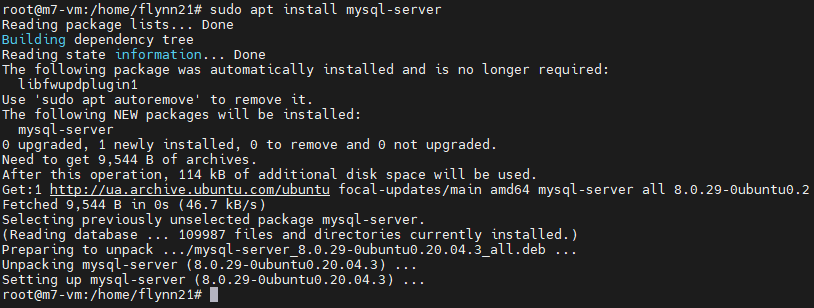 root@m7-vm:/home/flynn21# sudo apt install mysql-server
Reading package lists... Done
Building dependency tree
Reading state information... Done
The following package was automatically installed and is no longer required:
  libfwupdplugin1
Use 'sudo apt autoremove' to remove it.
The following NEW packages will be installed:
  mysql-server
0 upgraded, 1 newly installed, 0 to remove and 0 not upgraded.
Need to get 9,544 B of archives.
After this operation, 114 kB of additional disk space will be used.
Get:1 http://ua.archive.ubuntu.com/ubuntu focal-updates/main amd64 mysql-server all 8.0.29-0ubuntu0.2
Fetched 9,544 B in 0s (46.7 kB/s)
Selecting previously unselected package mysql-server.
(Reading database ... 109987 files and directories currently installed.)
Preparing to unpack .../mysql-server_8.0.29-0ubuntu0.20.04.3_all.deb ...
Unpacking mysql-server (8.0.29-0ubuntu0.20.04.3) ...
Setting up mysql-server (8.0.29-0ubuntu0.20.04.3) ...
root@m7-vm:/home/flynn21#